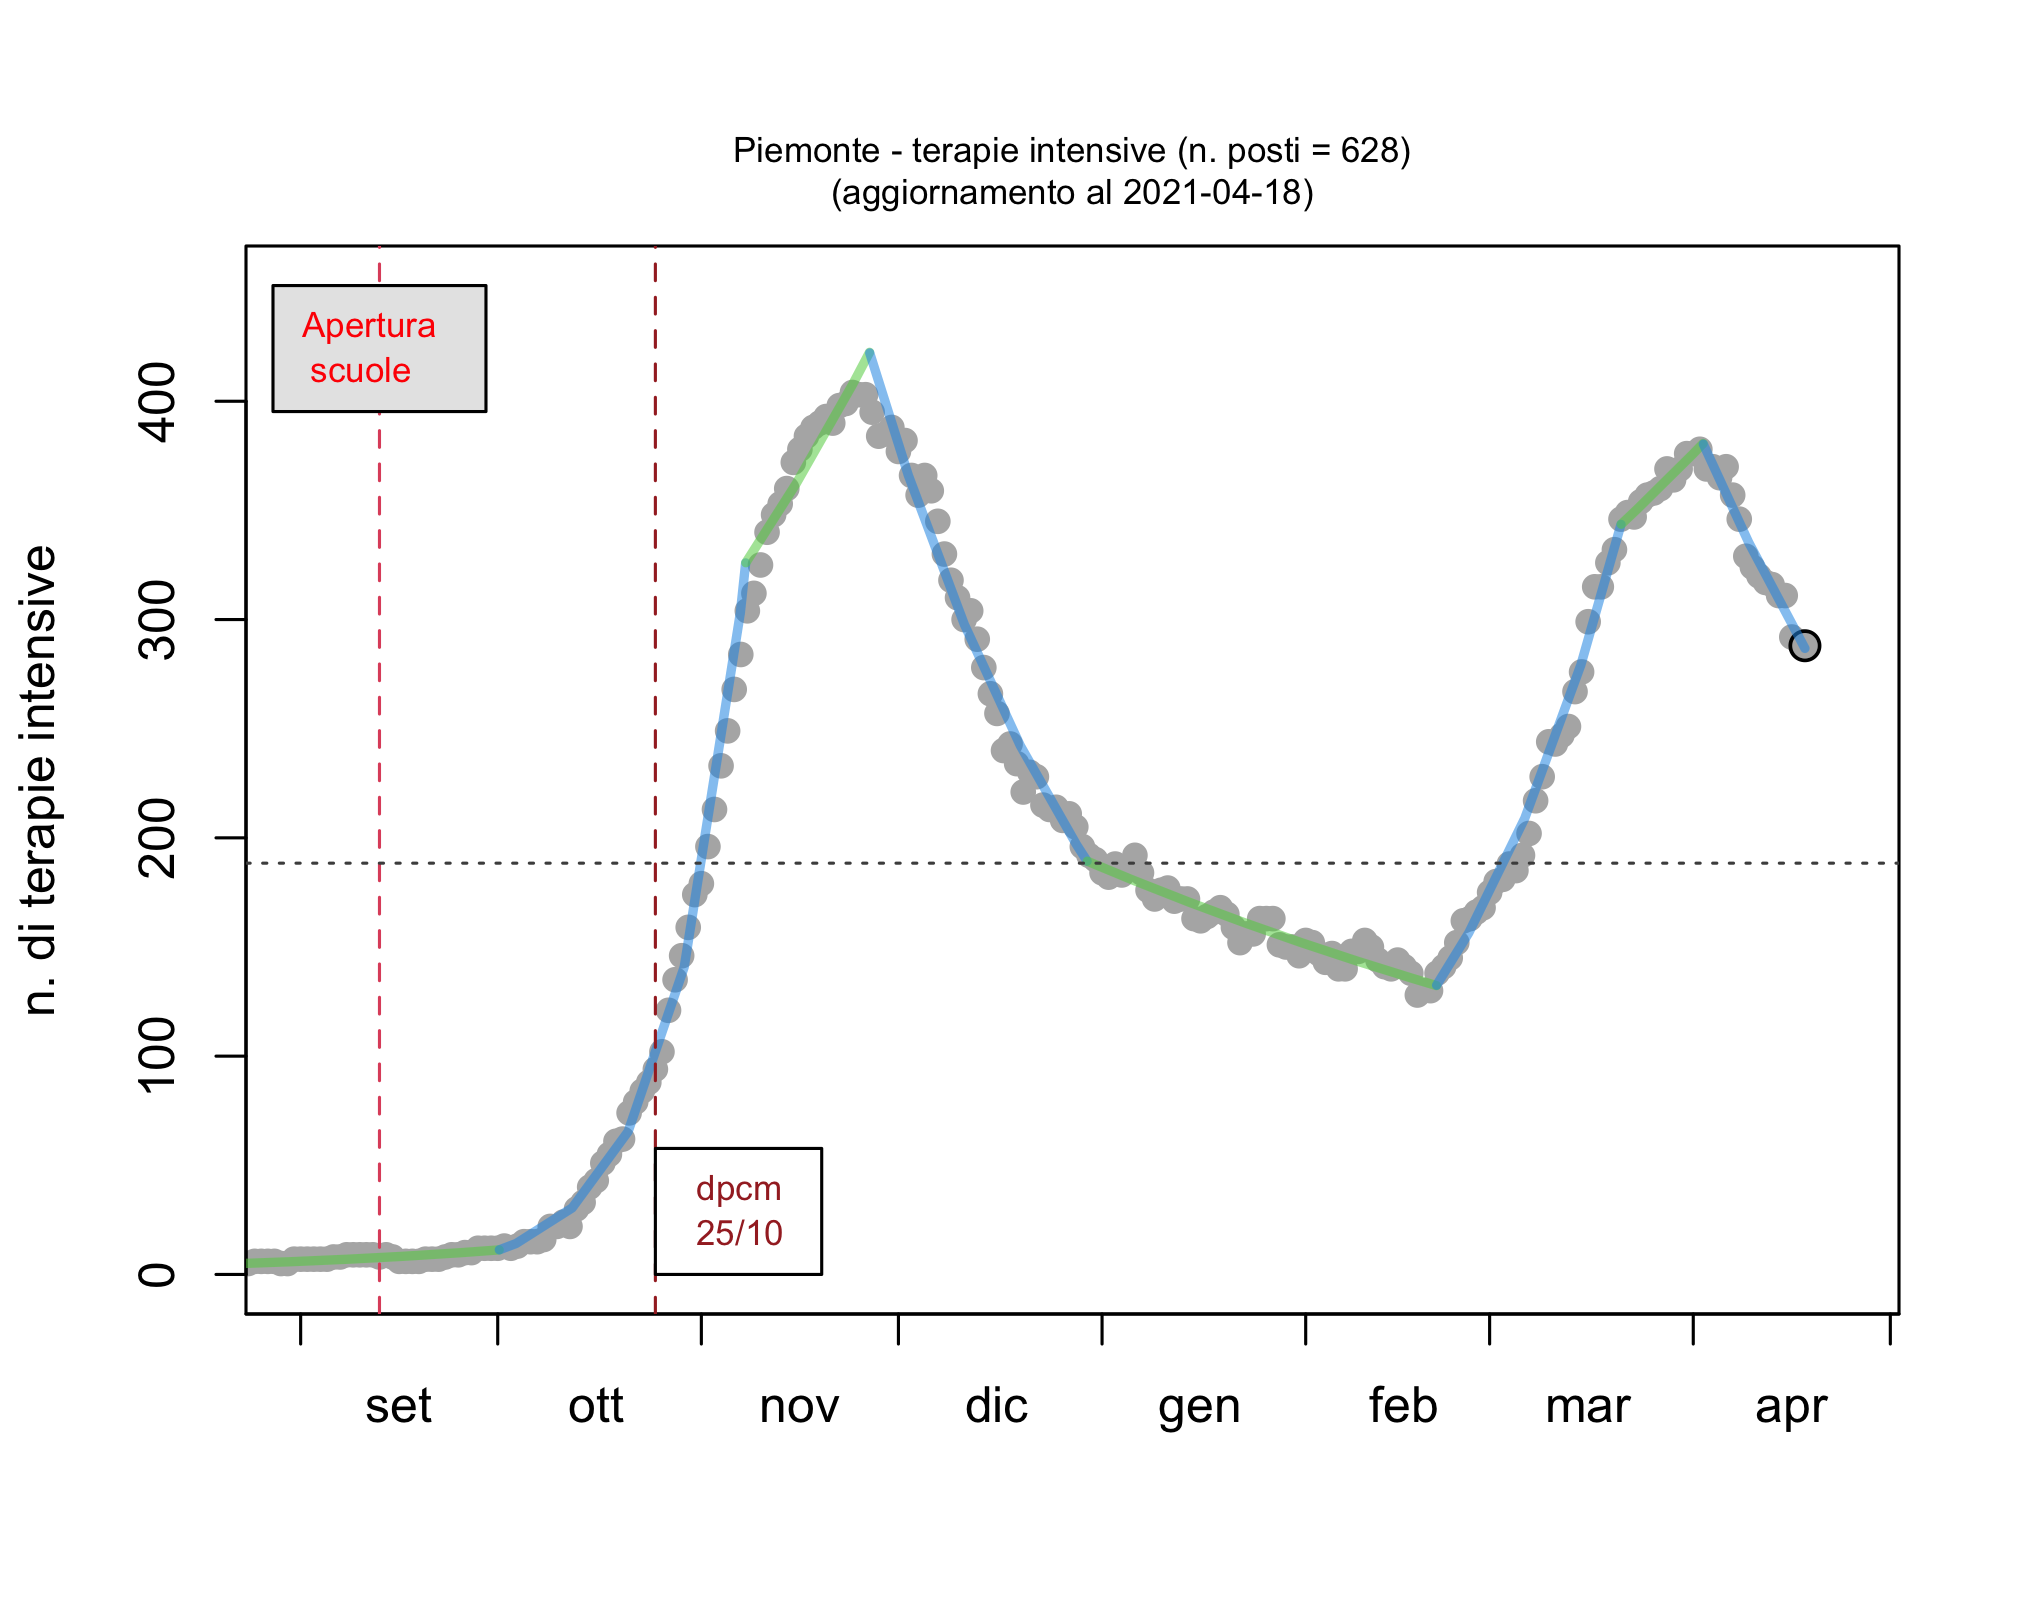 Piemonte - terapie intensive (n. posti = 628)
(aggiornamento al 2021-04-18)
Apertura
scuole
n. di terapie intensive
400
300
200
100
0
dpcm
25/10
set ott nov dic gen feb mar apr